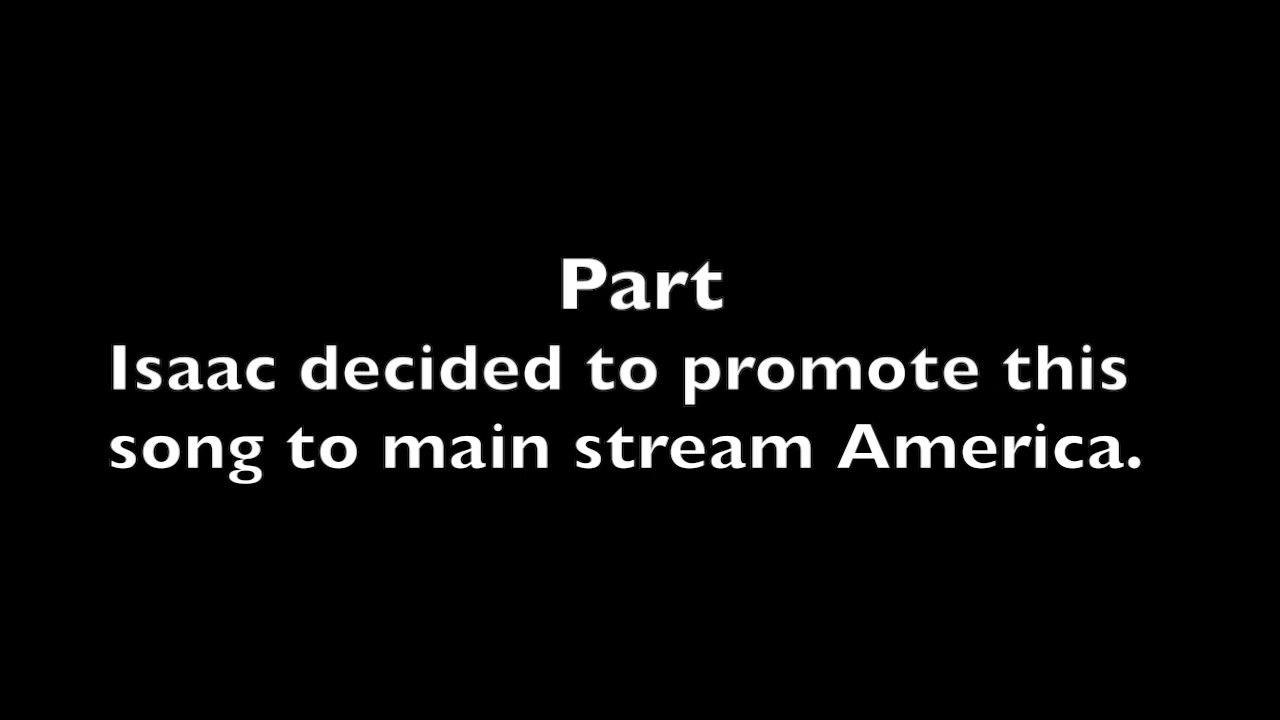 Part
Isaac decided to promote this
song to main stream America.